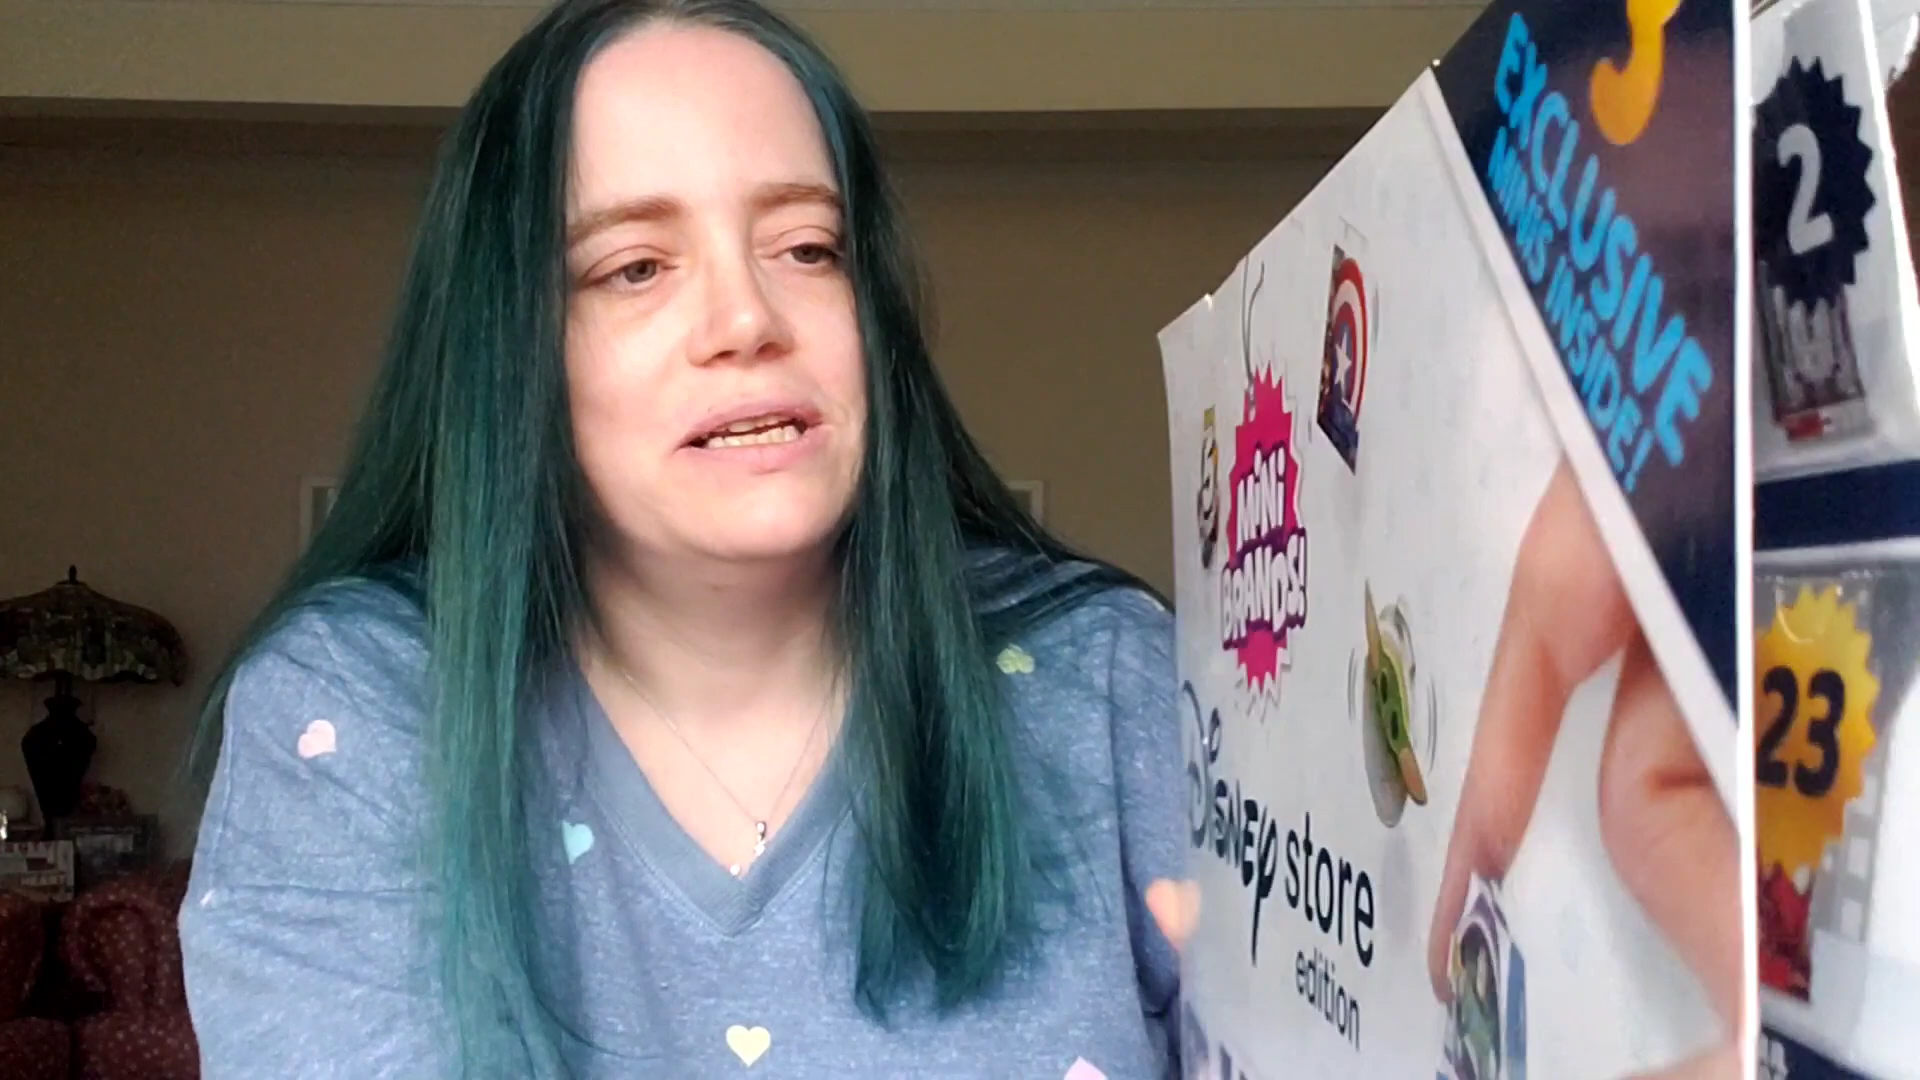 EXCLUSIVE
MINIS INSIDE!
MiNi
BRANDS!
Disney store
edition
2
23